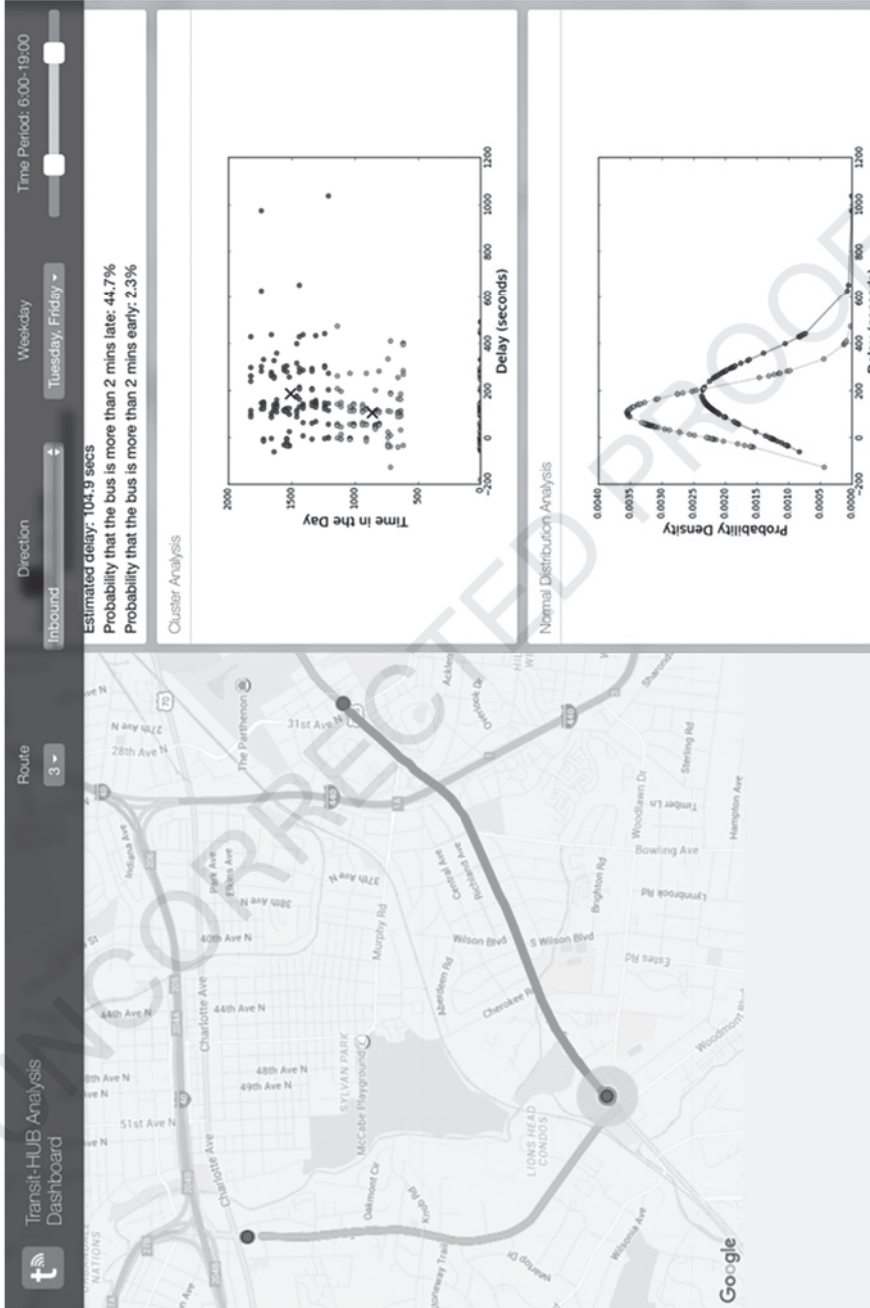 Transit-HUB Analysis
Dashboard
Route
3
Direction
Inbound
Weekday
Tuesday, Friday
Time Period: 6:00-19:00
Estimated delay: 104.9 secs
Probability that the bus is more than 2 mins late: 44.7%
Probability that the bus is more than 2 mins early: 2.3%
Cluster Analysis
Time in the Day
2000
1500
1000
500
-200
0
200
400
600
800
1000
1200
Delay (seconds)
Normal Distribution Analysis
Probability Density
0.0040
0.0035
0.0030
0.0025
0.0020
0.0015
0.0010
0.0005
0.0000
-200
0
200
400
600
800
1000
1200
NATIONS
51st Ave N
Charlotte Ave
44th Ave N
48th Ave N
49th Ave N
44th Ave N
Charlotte Ave
40th Ave N
38th Ave N
Park Ave
Elkins Ave
37th Ave N
Indiana Ave
28th Ave N
27th Ave N
70
The Parthenon
31st Ave N
440
440
40
40
Murphy Rd
SYLVAN PARK
McCabe Playground
Oakmont Cir
Knob Rd
LIONS HEAD
CONDOS
Aberdeen Rd
Cherokee R
Wilson Blvd
S Wilson Blvd
Central Ave
Richland Ave
Overlook Dr
Acklen
Brighton Rd
Woodlawn Dr
Bowling Ave
Timber Ln
Sterling Rd
Hampton Ave
Lynnbrook Rd
Estes Rd
Woodmont
Wilsonia Ave
Google
UNCORRECTED PROOF